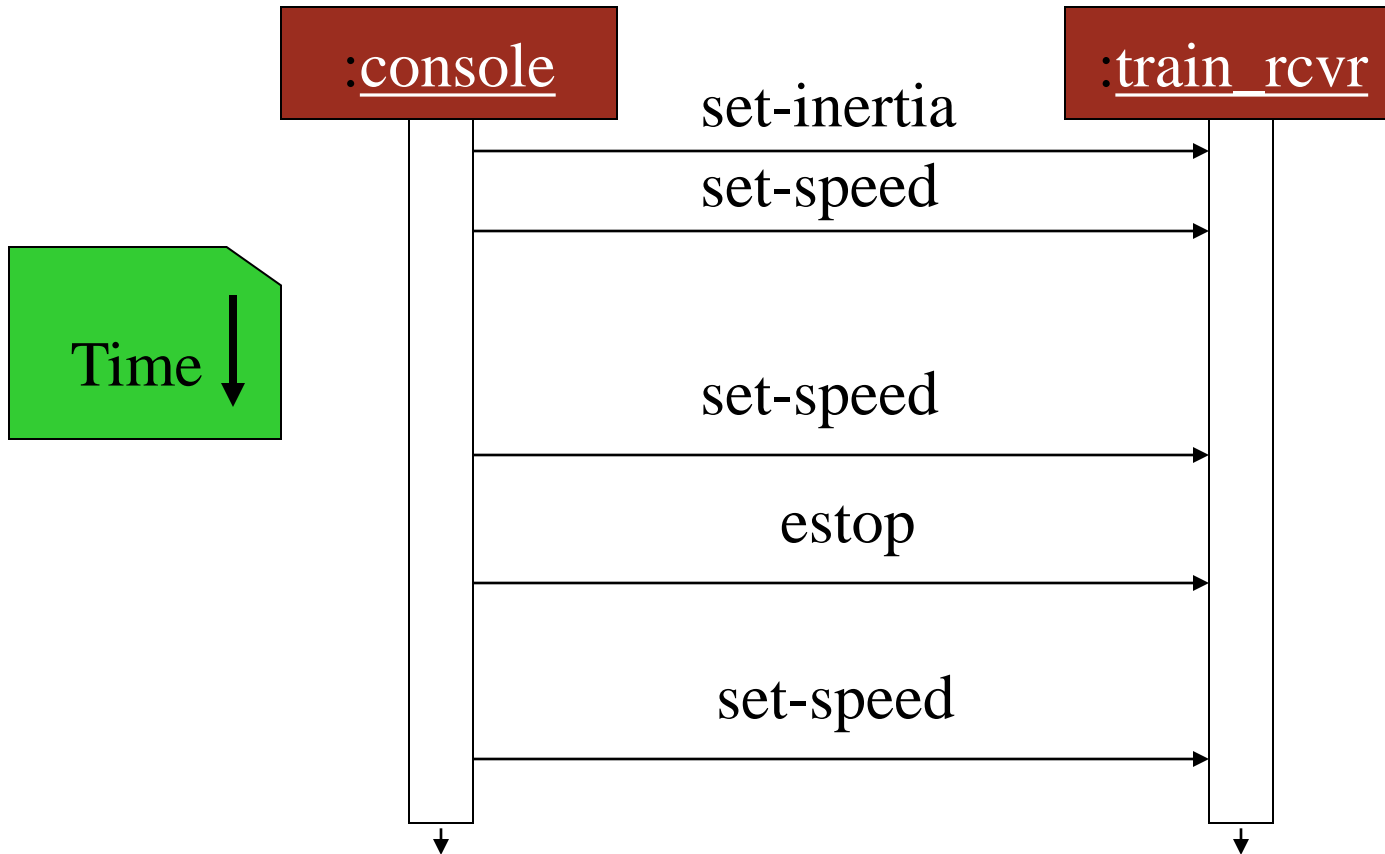 :console
:train_rcvr
set-inertia
set-speed
Time
set-speed
estop
set-speed